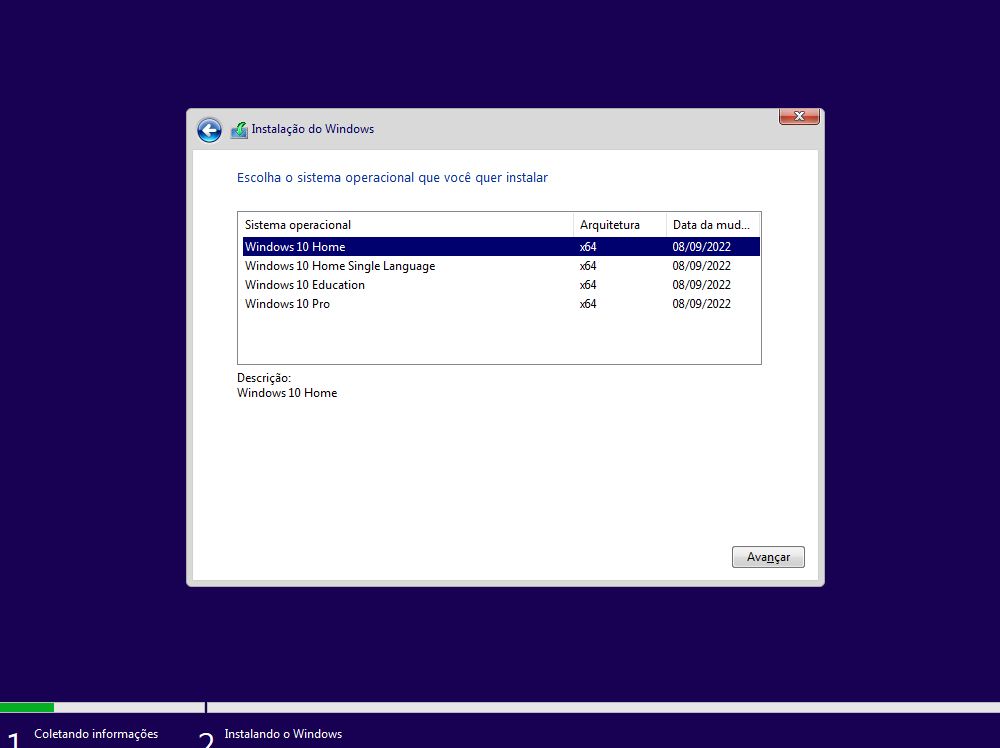 Instalação do Windows
Escolha o sistema operacional que você quer instalar
Sistema operacional Arquitetura Data da mud...
Windows 10 Home x64 08/09/2022
Windows 10 Home Single Language x64 08/09/2022
Windows 10 Education x64 08/09/2022
Windows 10 Pro x64 08/09/2022
Descrição:
Windows 10 Home
Avançar
1 Coletando informações 2 Instalando o Windows